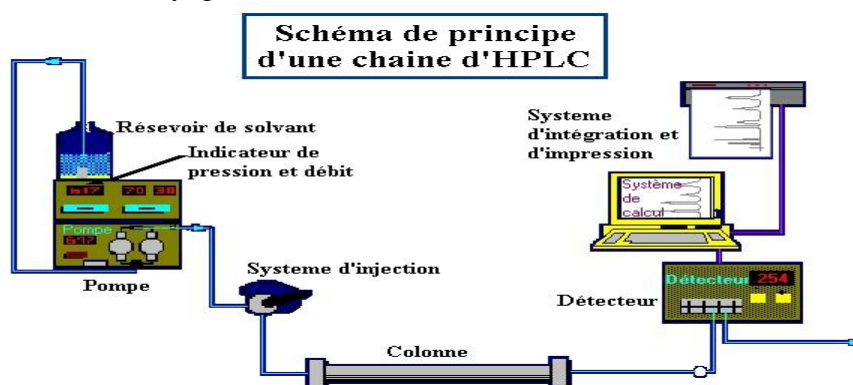 Schéma de principe
d'une chaine d'HPLC
Résevoir de solvant
Indicateur de
pression et débit
Pompe
Pompe
Systeme d'injection
Colonne
Systeme
d'intégration et
d'impression
Système
de
calcul
Détecteur 254
Détecteur